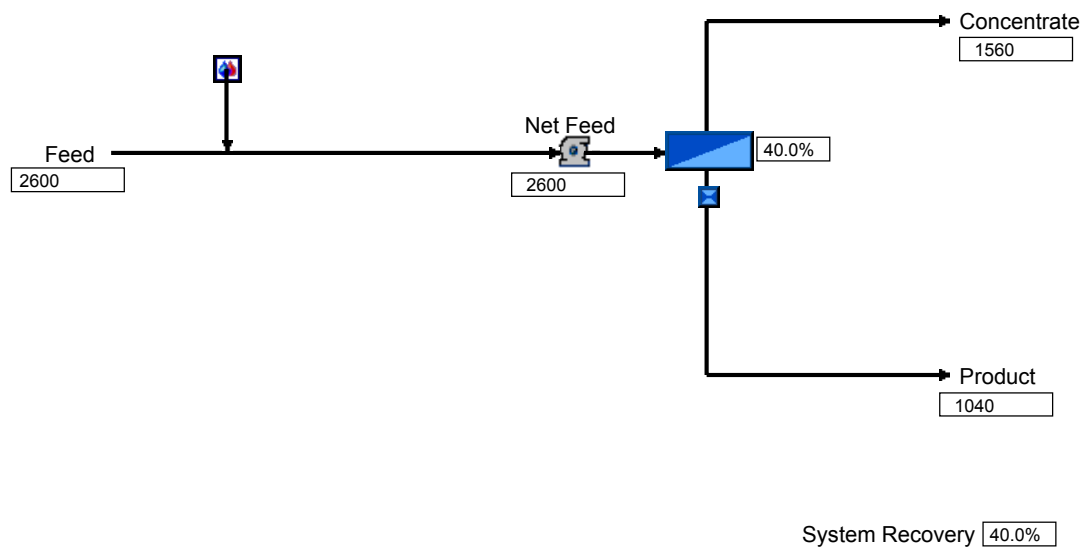 Concentrate
1560
Net Feed
Feed
40.0%
2600
2600
Product
1040
System Recovery 40.0%